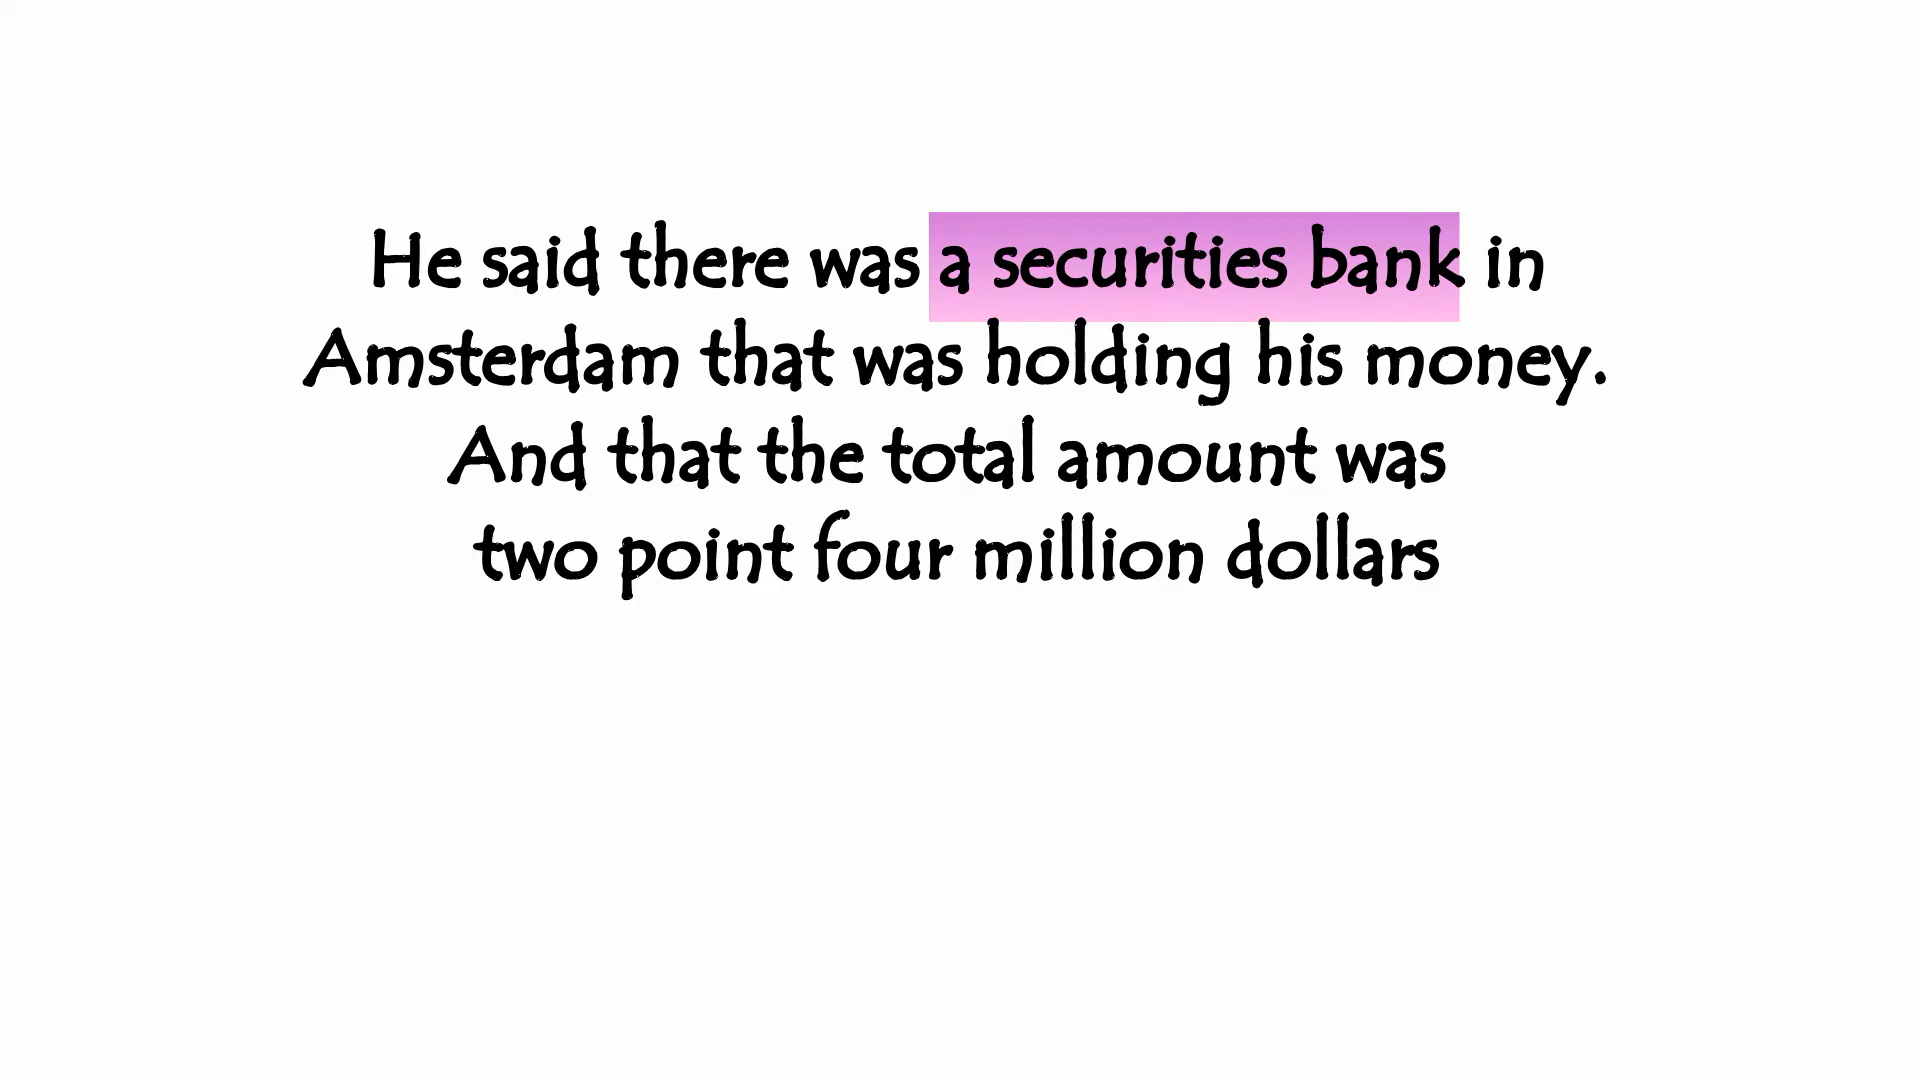 He said there was a securities bank in
Amsterdam that was holding his money.
And that the total amount was
two point four million dollars